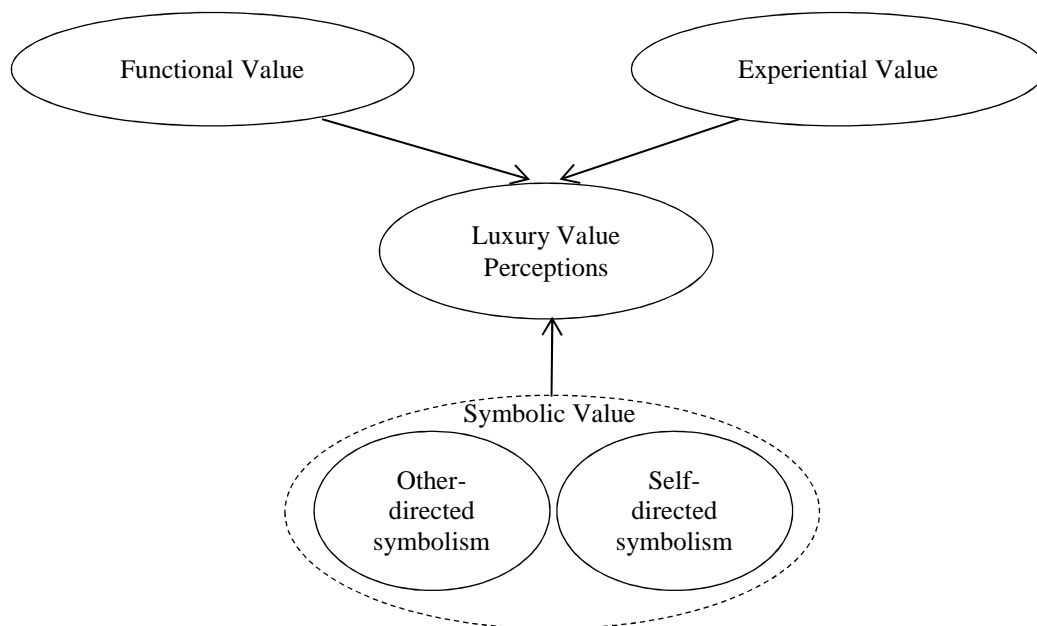 Functional Value
Experiential Value
Luxury Value
Perceptions
Symbolic Value
Other-
directed
symbolism
Self-
directed
symbolism